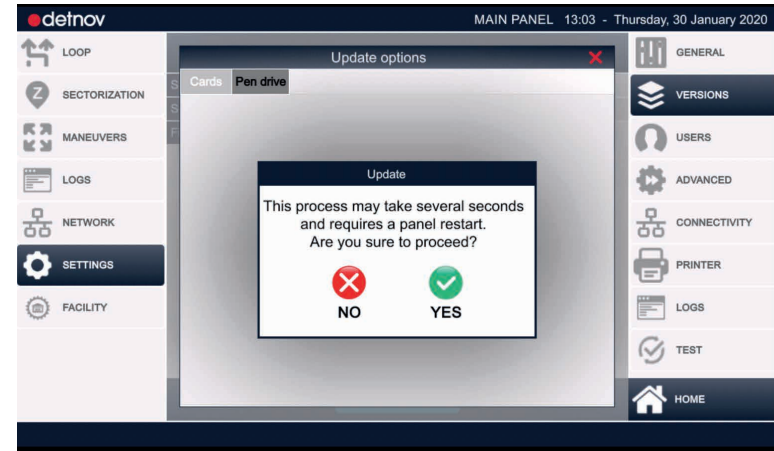 detnov
MAIN PANEL 13:03 - Thursday, 30 January 2020
LOOP
SECTORIZATION
MANEUVERS
LOGS
NETWORK
SETTINGS
FACILITY
Update options
Cards
Pen drive
Update
This process may take several seconds
and requires a panel restart.
Are you sure to proceed?
NO
YES
GENERAL
VERSIONS
USERS
ADVANCED
CONNECTIVITY
PRINTER
LOGS
TEST
HOME